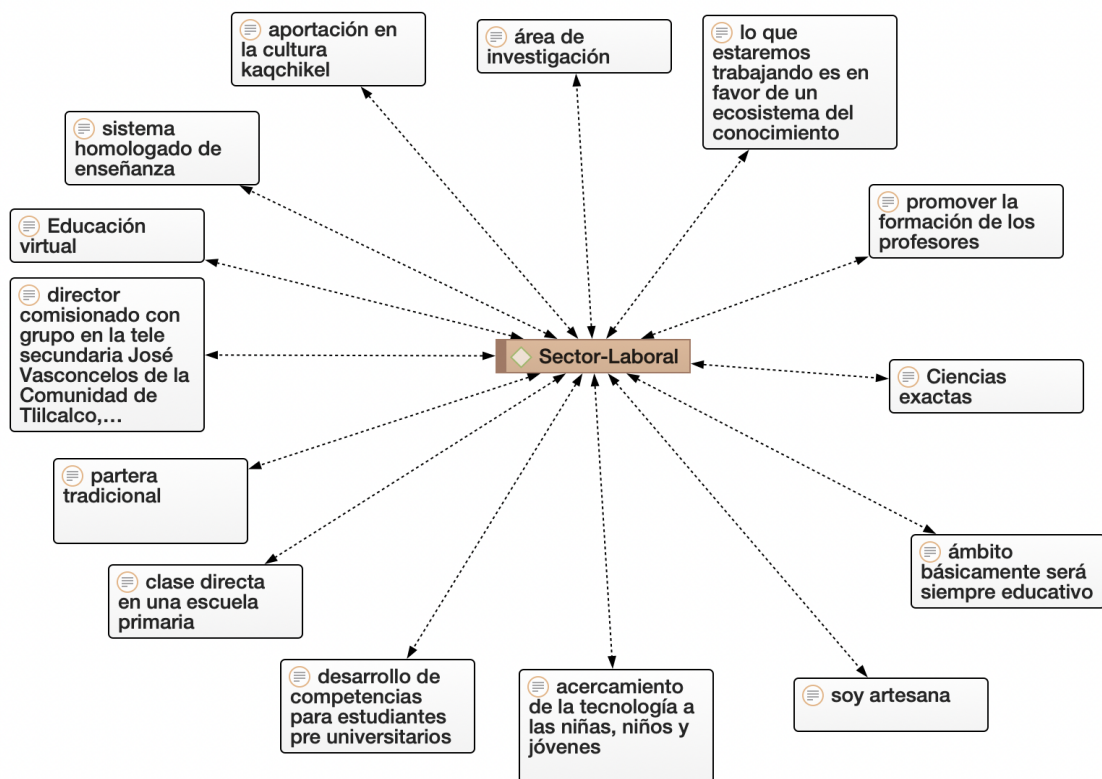 aportación en
la cultura
kaqchikel
área de
investigación
lo que
estaremos
trabajando es en
favor de un
ecosistema del
conocimiento
sistema
homologado de
enseñanza
promover la
formación de los
profesores
Educación
virtual
director
comisionado con
grupo en la tele
secundaria José
Vasconcelos de la
Comunidad de
Tlilcalco,...
Sector-Laboral
Ciencias
exactas
partera
tradicional
ámbito
básicamente será
siempre educativo
clase directa
en una escuela
primaria
desarrollo de
competencias
para estudiantes
pre universitarios
acercamiento
de la tecnología a
las niñas, niños y
jóvenes
soy artesana